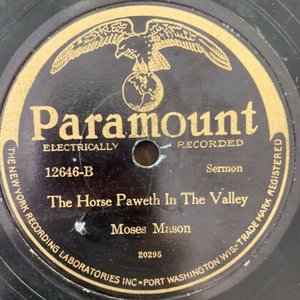 Paramount
ELECTRICALLY RECORDED
12646-B Sermon
The Horse Paweth In The Valley
Moses Mason
20295
THE NEW YORK RECORDING LABORATORIES INC • PORT WASHINGTON WIS- TRADE MARK REGISTERED